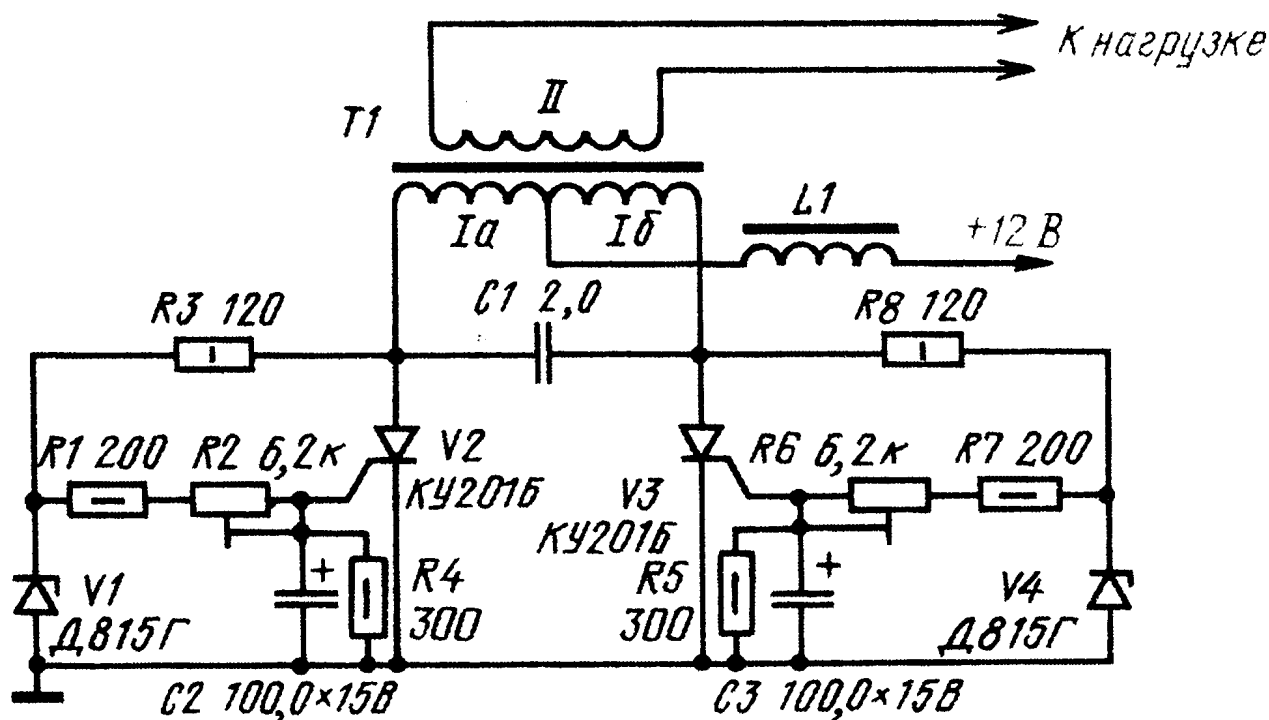 К нагрузке
II
T1
L1
Iа
Iб
+12 В
C1 2,0
R3 120
R8 120
R1 200
R2 6,2к
V2
КУ201Б
R6 6,2к
R7 200
V3
КУ201Б
+
+
V1
Д815Г
R4
300
R5
300
V4
Д815Г
C2 100,0×15В
C3 100,0×15В